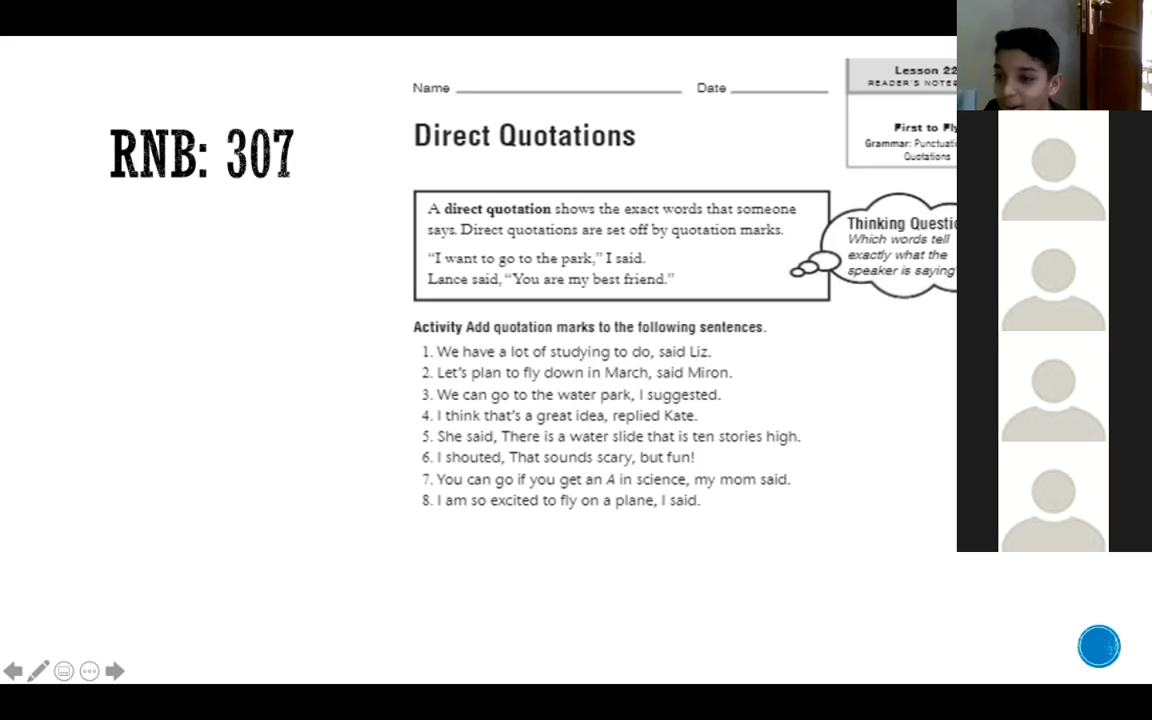 RNB: 307
Name
Date
Lesson 22
READER'S NOTE
First to Fly
Grammar: Punctuati
Quotations
Direct Quotations
A direct quotation shows the exact words that someone
says. Direct quotations are set off by quotation marks.
“I want to go to the park,” I said.
Lance said, “You are my best friend.”
Thinking Questi
Which words tell
exactly what the
speaker is saying
Activity Add quotation marks to the following sentences.
1. We have a lot of studying to do, said Liz.
2. Let's plan to fly down in March, said Miron.
3. We can go to the water park, I suggested.
4. I think that's a great idea, replied Kate.
5. She said, There is a water slide that is ten stories high.
6. I shouted, That sounds scary, but fun!
7. You can go if you get an A in science, my mom said.
8. I am so excited to fly on a plane, I said.